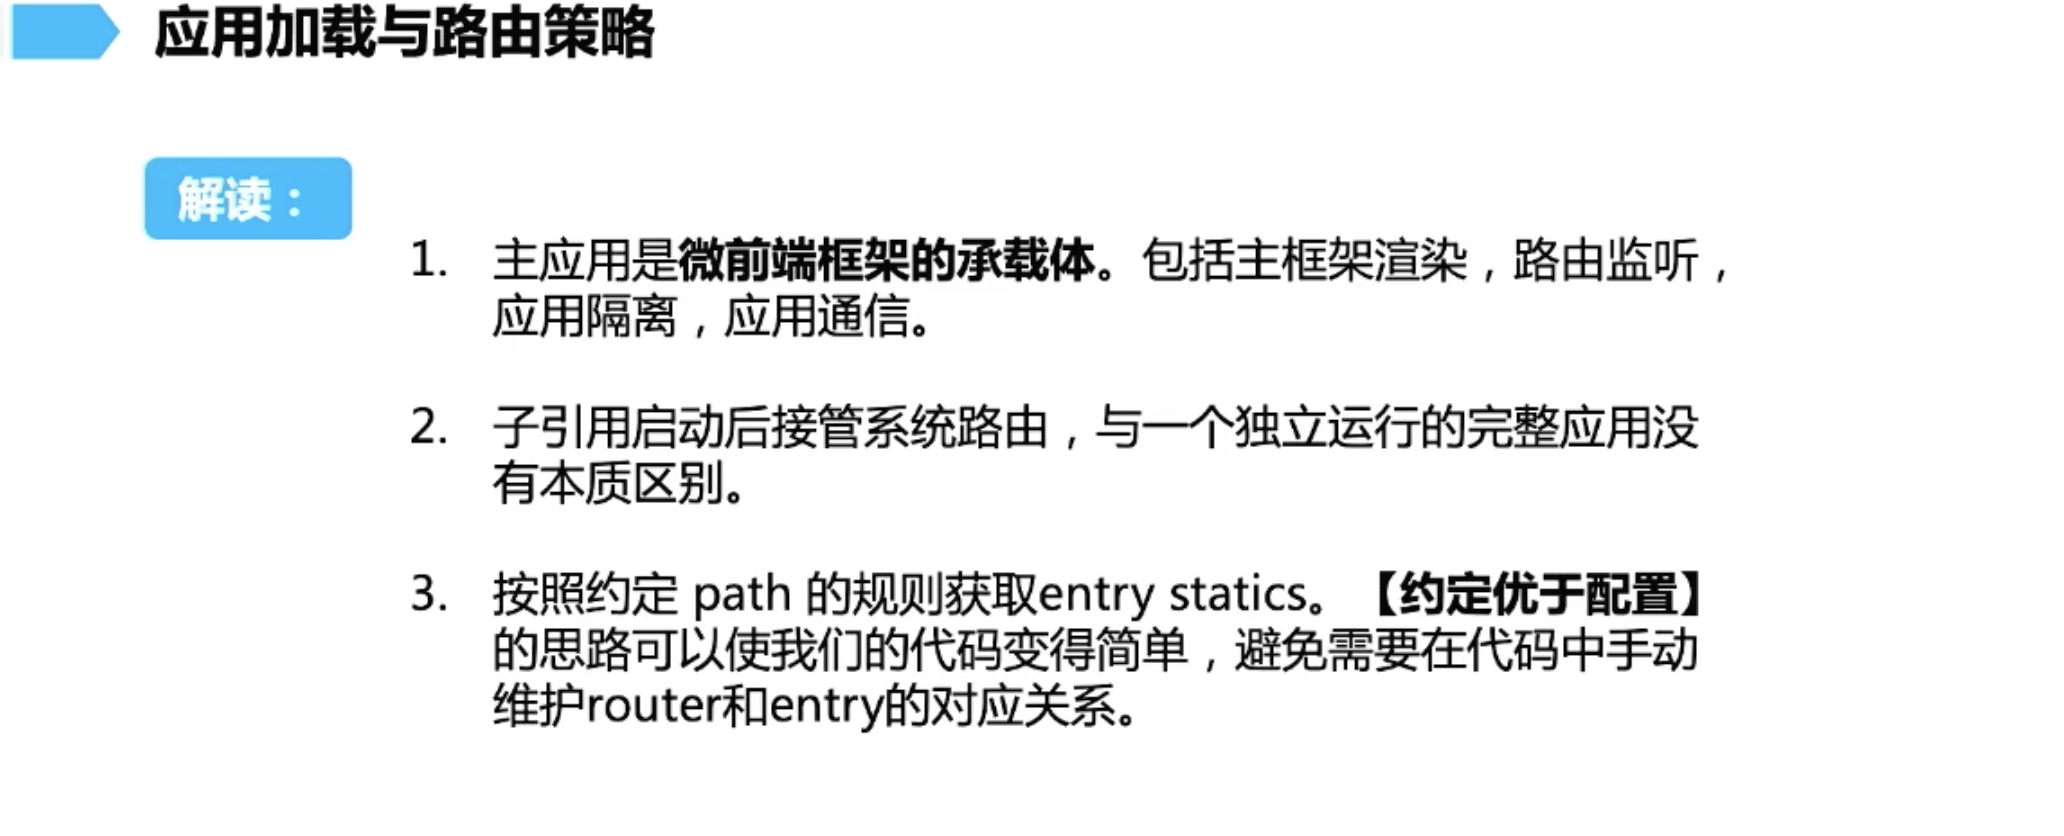 应用加载与路由策略
解读：
1. 主应用是微前端框架的承载体。包括主框架渲染，路由监听，
应用隔离，应用通信。
2. 子引用启动后接管系统路由，与一个独立运行的完整应用没
有本质区别。
3. 按照约定 path 的规则获取entry statics。【约定优于配置】
的思路可以使我们的代码变得简单，避免需要在代码中手动
维护router和entry的对应关系。